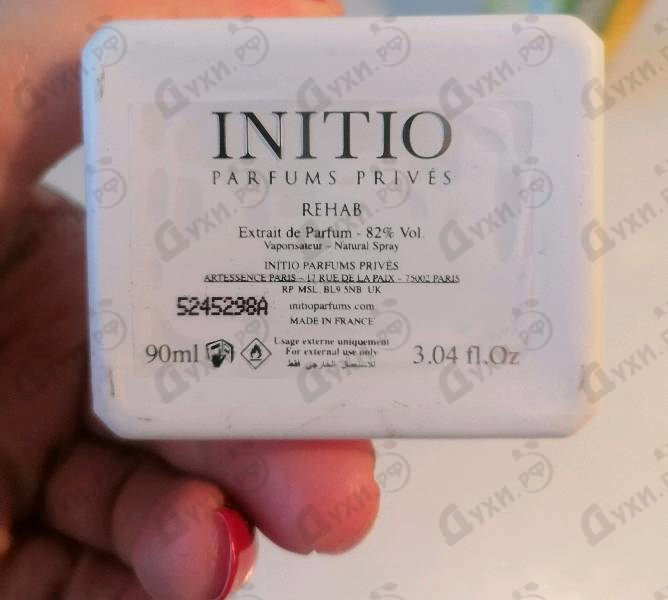 INITIO
PARFUMS PRIVÉS
REHAB
Extrait de Parfum - 82% Vol.
Vaporisateur – Natural Spray
INITIO PARFUMS PRIVÉS
ARTESSENCE PARIS – 17 RUE DE LA PAIX – 75002 PARIS
RP MSL. BL9 5NB UK
5245298A initioparfums.com
MADE IN FRANCE
Usage externe uniquement
90ml For external use only 3.04 fl.Oz
للاستعمال الخارجي فقط
Духи.рф